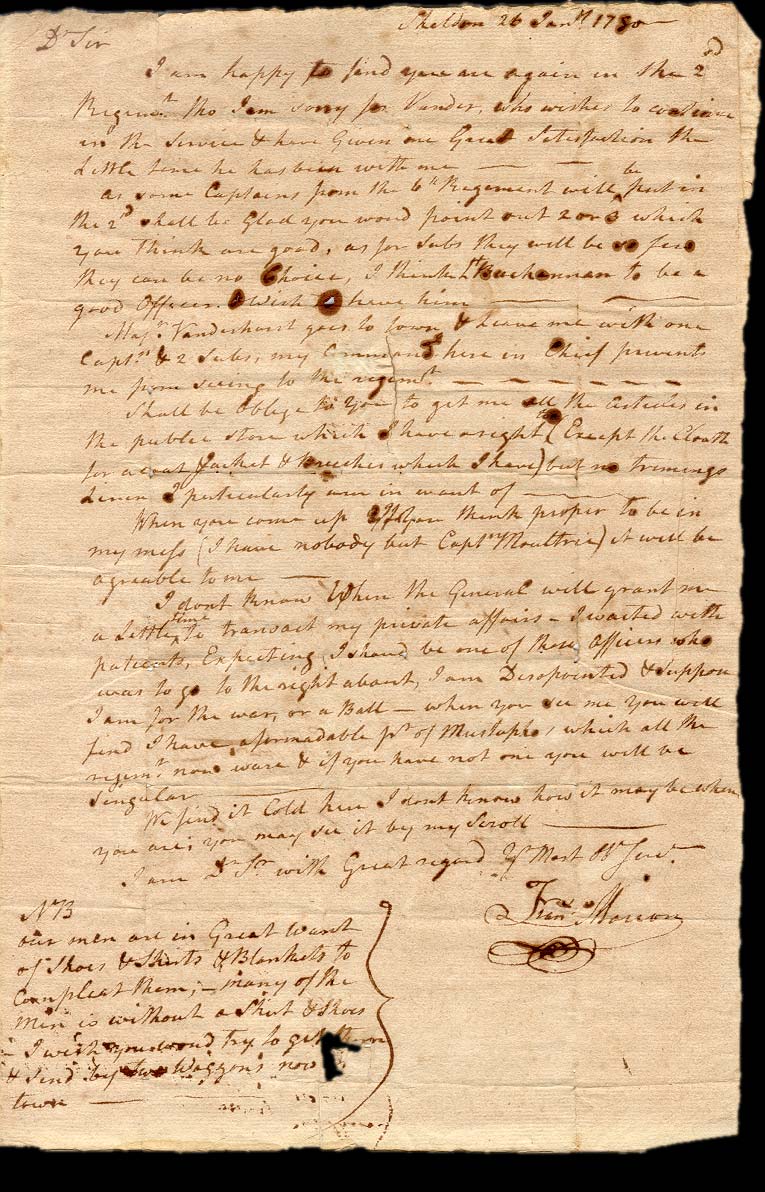 Sheldon 26 Janʸ 1780
Dʳ Sir
I am happy to find you are again in the 2ᵈ
Regimᵗ tho I am sorry for Vander, who wishes to continue
in the Service & have Given me Great Satisfaction the
Little time he has been with me
as some Captains from the 6ᵗʰ Regement will be put in
the 2ᵈ shall be Glad you woud point out 2 or 3 which
you think are good, as for Subs they will be so few
they can be no Choice, I think Lᵗ Buchannan to be a
good Officer. & Wish to have him
Majʳ Vanderhorst goes to town & Leave me with one
Captⁿ & 2 Subs, my Command here in Chief prevents
me from seeing to the regimᵗ
Shall be Oblige to You to get me all the articles in
the publick store which I have a right to (Except the Cloath
for a coat Jacket & Breeches which I have) but no trimings
Linen I particularly am in want of
When you come up If You think proper to be in
my mess (I have nobody but Captⁿ Moultrie) it will be
agreable to me
I dont Know When the General will grant me
a Little time to transact my private affairs - I waited with
patients, Expecting I shoud be one of those Officers who
was to go to the right about, I am Disopointed & Suppose
I am for the war, or a Ball - when you see me you will
find I have a formadable pʳ of Mustaphos, which all the
regimᵗ now ware & if you have not one you will be
Singular
We find it Cold here I dont know how it may be when
you are; you may see it by my Scroll
I am Dʳ Sʳ with Great regard Yʳ Most Obᵗ Servᵗ
Franˢ Marion
Nᵃ B
our men are in Great Want
of Shoes & Shirts & Blankets to
Compleat them; - many of the
Men is without a Shirt & Shoes
- I wish you woud try to get them
& Send by two Waggons now
town